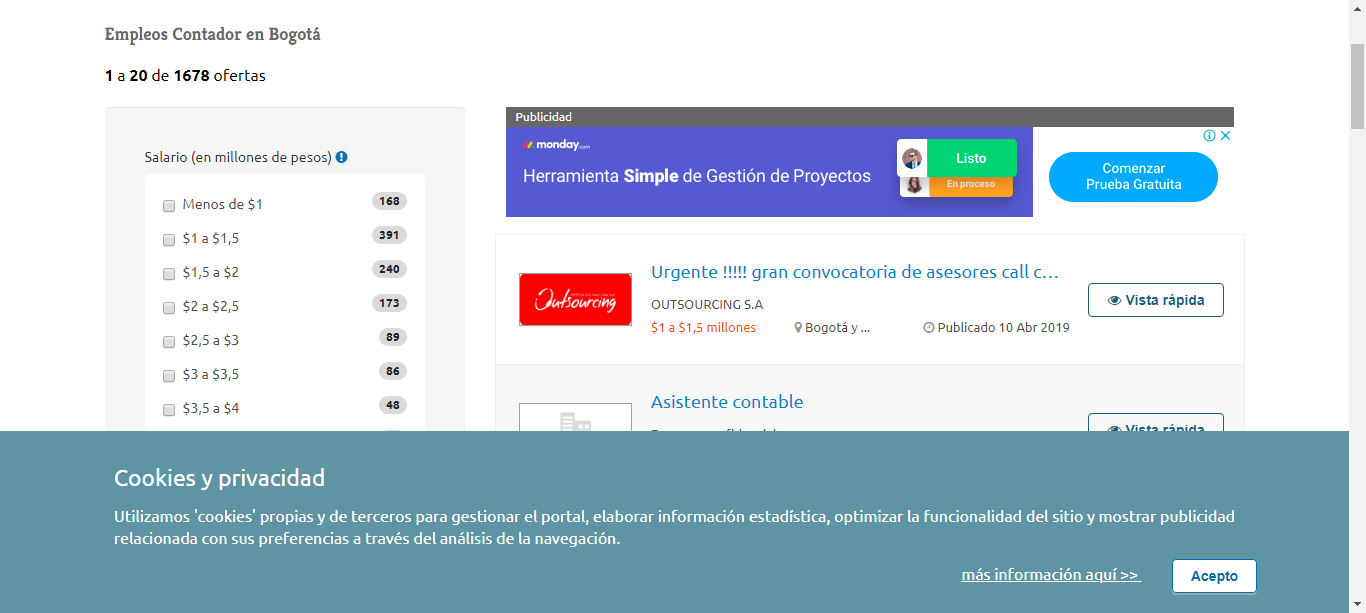 Empleos Contador en Bogotá
1 a 20 de 1678 ofertas
Salario (en millones de pesos)
Menos de $1 168
$1 a $1,5 391
$1,5 a $2 240
$2 a $2,5 173
$2,5 a $3 89
$3 a $3,5 86
$3,5 a $4 48
Publicidad
monday.com
Herramienta Simple de Gestión de Proyectos
Listo
En proceso
Comenzar
Prueba Gratuita
Urgente !!!!! gran convocatoria de asesores call c...
Outsourcing
OUTSOURCING S.A
$1 a $1,5 millones Bogotá y ... Publicado 10 Abr 2019
Vista rápida
Asistente contable
Vista rápida
Cookies y privacidad
Utilizamos 'cookies' propias y de terceros para gestionar el portal, elaborar información estadística, optimizar la funcionalidad del sitio y mostrar publicidad
relacionada con sus preferencias a través del análisis de la navegación.
más información aquí >>
Acepto